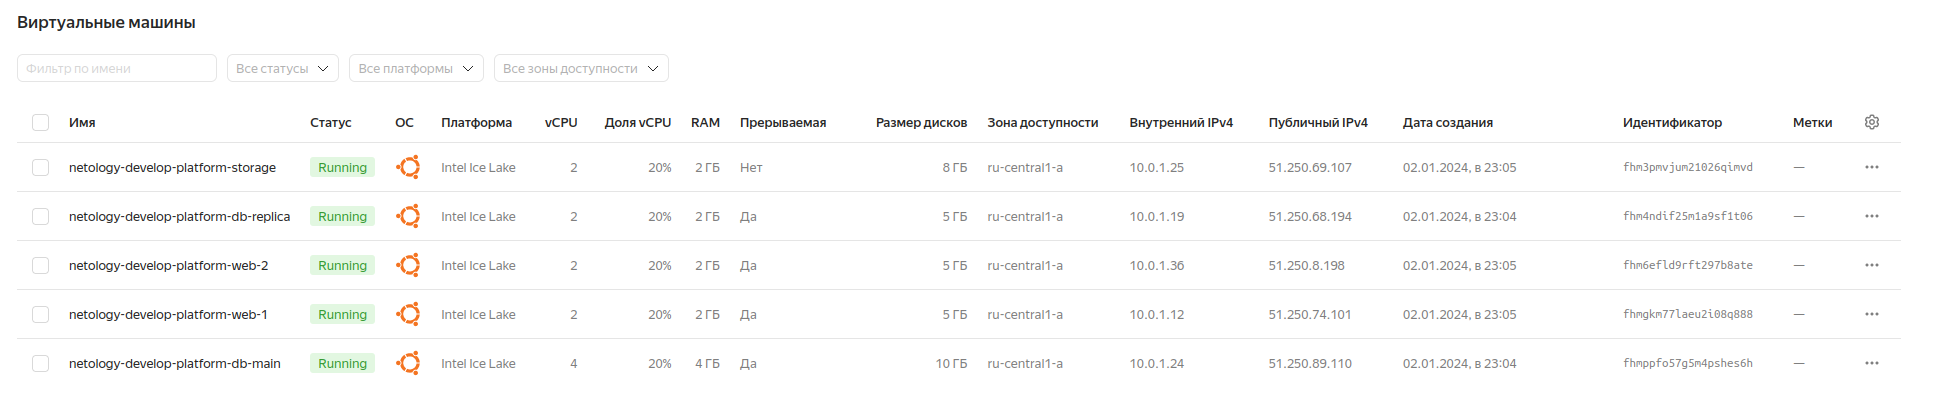 Виртуальные машины
Фильтр по имени Все статусы Все платформы Все зоны доступности
Имя Статус ОС Платформа vCPU Доля vCPU RAM Прерываемая Размер дисков Зона доступности Внутренний IPv4 Публичный IPv4 Дата создания Идентификатор Метки
netology-develop-platform-storage Running Intel Ice Lake 2 20% 2 ГБ Нет 8 ГБ ru-central1-a 10.0.1.25 51.250.69.107 02.01.2024, в 23:05 fhm3pmvjum21026qimvd —
netology-develop-platform-db-replica Running Intel Ice Lake 2 20% 2 ГБ Да 5 ГБ ru-central1-a 10.0.1.19 51.250.68.194 02.01.2024, в 23:04 fhm4ndif25m1a9sf1t06 —
netology-develop-platform-web-2 Running Intel Ice Lake 2 20% 2 ГБ Да 5 ГБ ru-central1-a 10.0.1.36 51.250.8.198 02.01.2024, в 23:05 fhm6efld9rft297b8ate —
netology-develop-platform-web-1 Running Intel Ice Lake 2 20% 2 ГБ Да 5 ГБ ru-central1-a 10.0.1.12 51.250.74.101 02.01.2024, в 23:05 fhmgkm77laeu2i08q888 —
netology-develop-platform-db-main Running Intel Ice Lake 4 20% 4 ГБ Да 10 ГБ ru-central1-a 10.0.1.24 51.250.89.110 02.01.2024, в 23:04 fhmppfo57g5m4pshes6h —